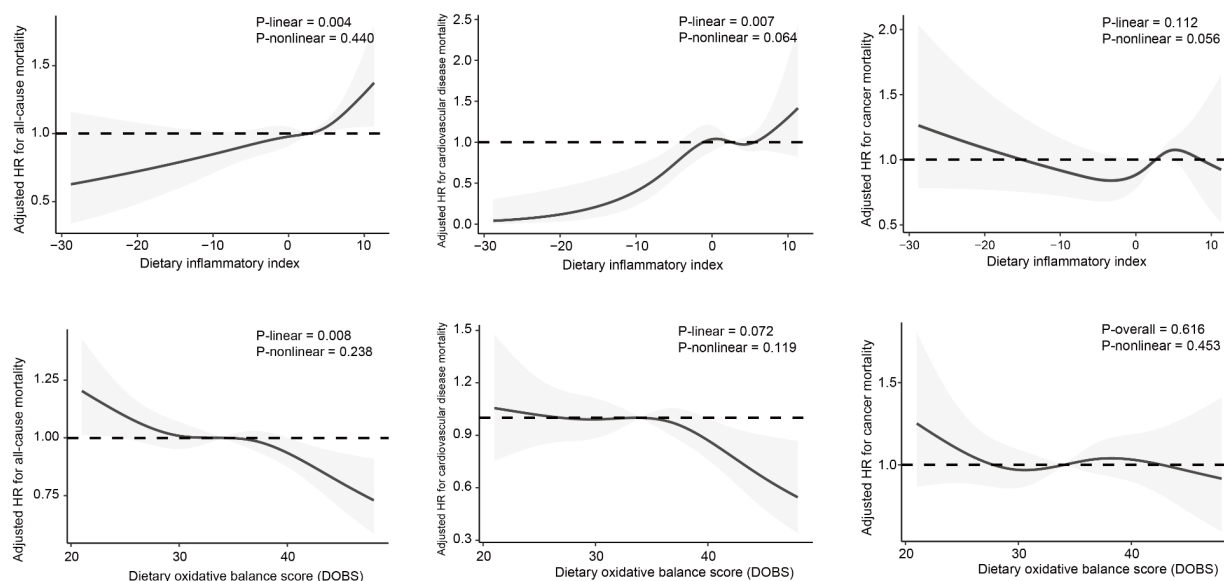 P-linear = 0.004
P-nonlinear = 0.440
Adjusted HR for all-cause mortality
1.5
1.0
0.5
−30 −20 −10 0 10
Dietary inflammatory index
P-linear = 0.007
P-nonlinear = 0.064
Adjusted HR for cardiovascular disease mortality
2.5
2.0
1.5
1.0
0.5
0.0
−30 −20 −10 0 10
Dietary inflammatory index
P-linear = 0.112
P-nonlinear = 0.056
Adjusted HR for cancer mortality
2.0
1.5
1.0
0.5
−30 −20 −10 0 10
Dietary inflammatory index
P-linear = 0.008
P-nonlinear = 0.238
Adjusted HR for all-cause mortality
1.25
1.00
0.75
20 30 40
Dietary oxidative balance score (DOBS)
P-linear = 0.072
P-nonlinear = 0.119
Adjusted HR for cardiovascular disease mortality
1.5
1.2
0.9
0.6
0.3
20 30 40
Dietary oxidative balance score (DOBS)
P-overall = 0.616
P-nonlinear = 0.453
Adjusted HR for cancer mortality
1.5
1.0
20 30 40
Dietary oxidative balance score (DOBS)